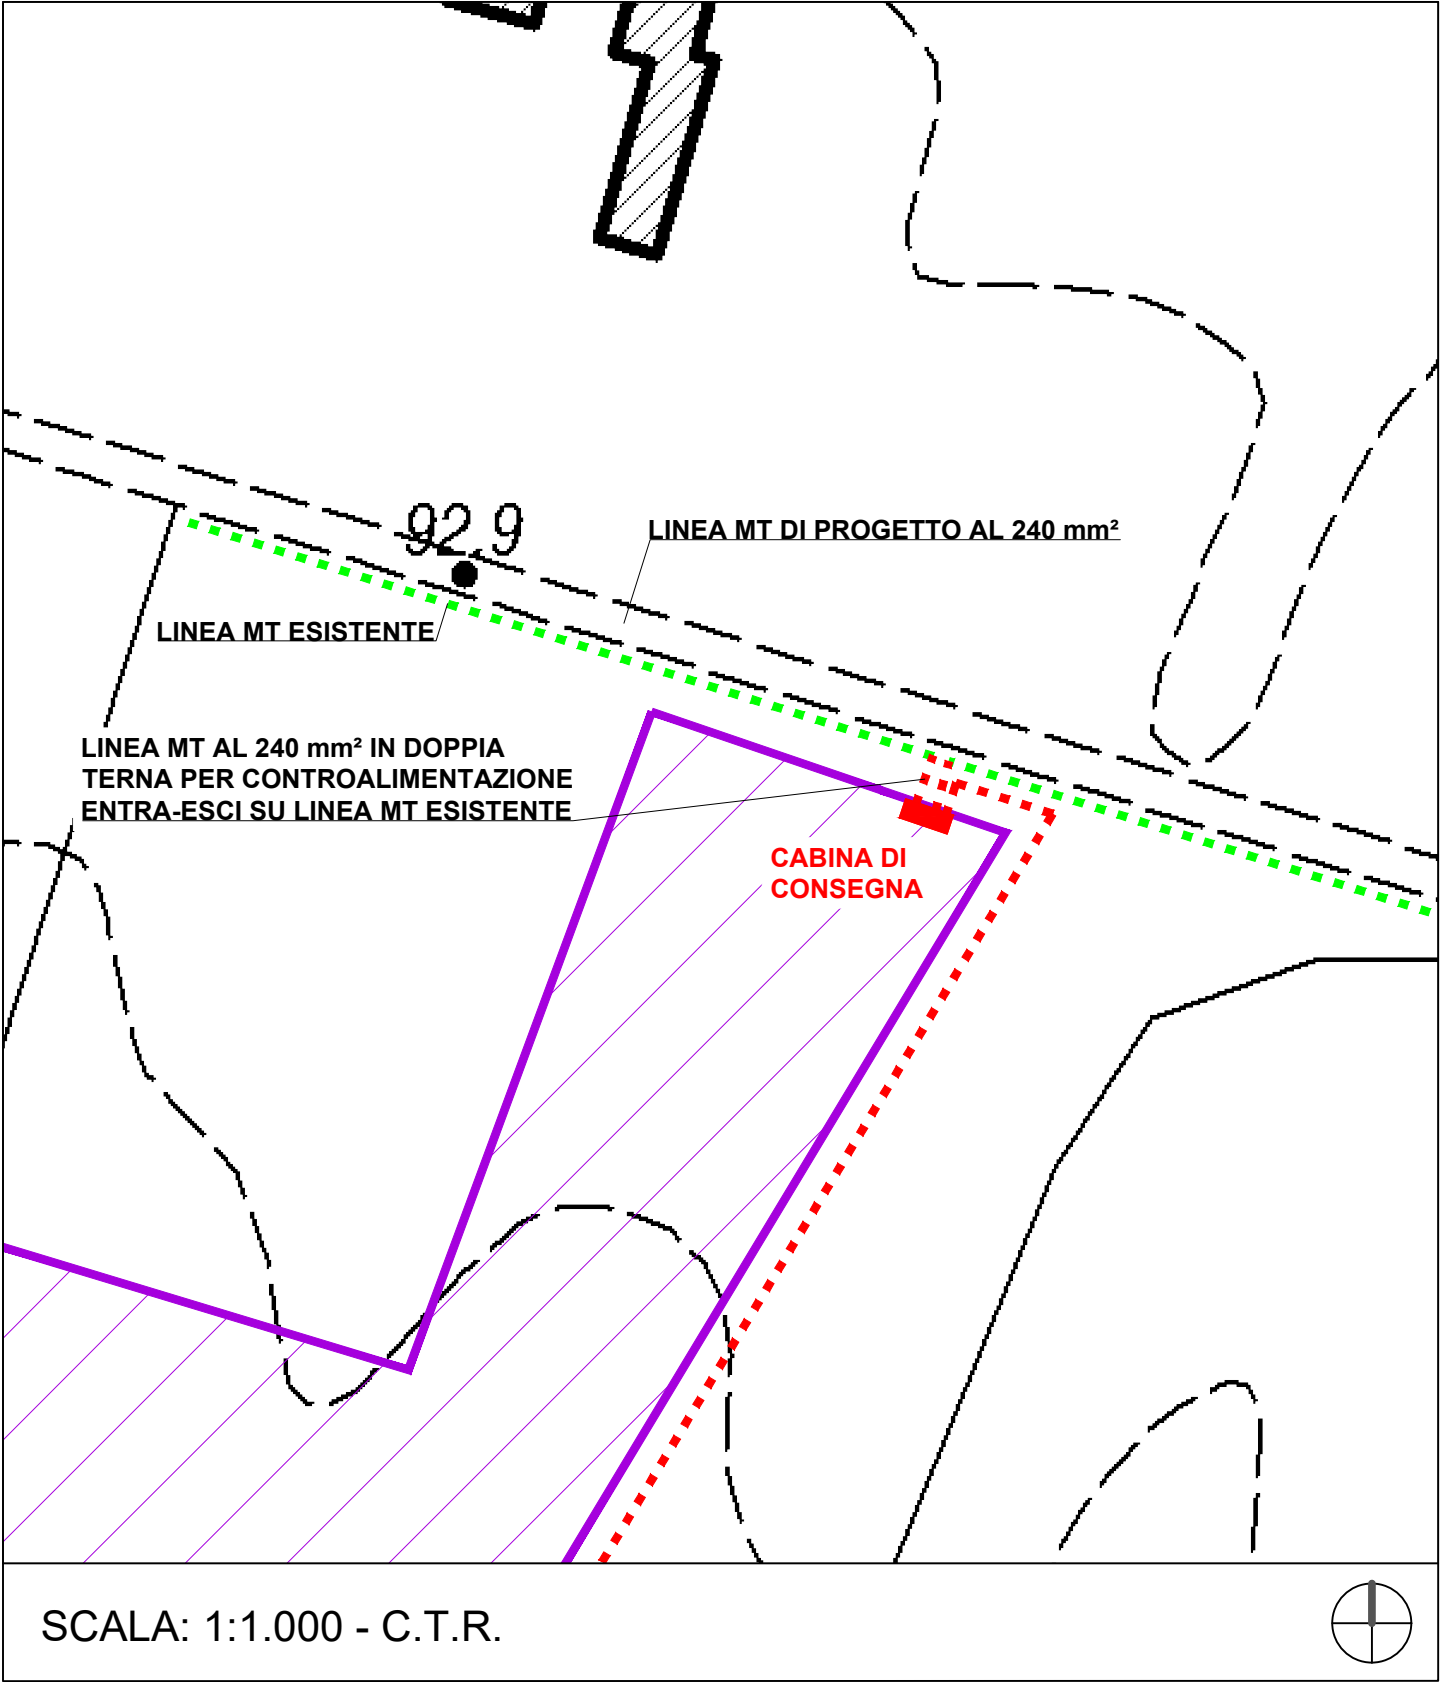 92,9
LINEA MT DI PROGETTO AL 240 mm²
LINEA MT ESISTENTE
LINEA MT AL 240 mm² IN DOPPIA
TERNA PER CONTROALIMENTAZIONE
ENTRA-ESCI SU LINEA MT ESISTENTE
CABINA DI
CONSEGNA
SCALA: 1:1.000 - C.T.R.